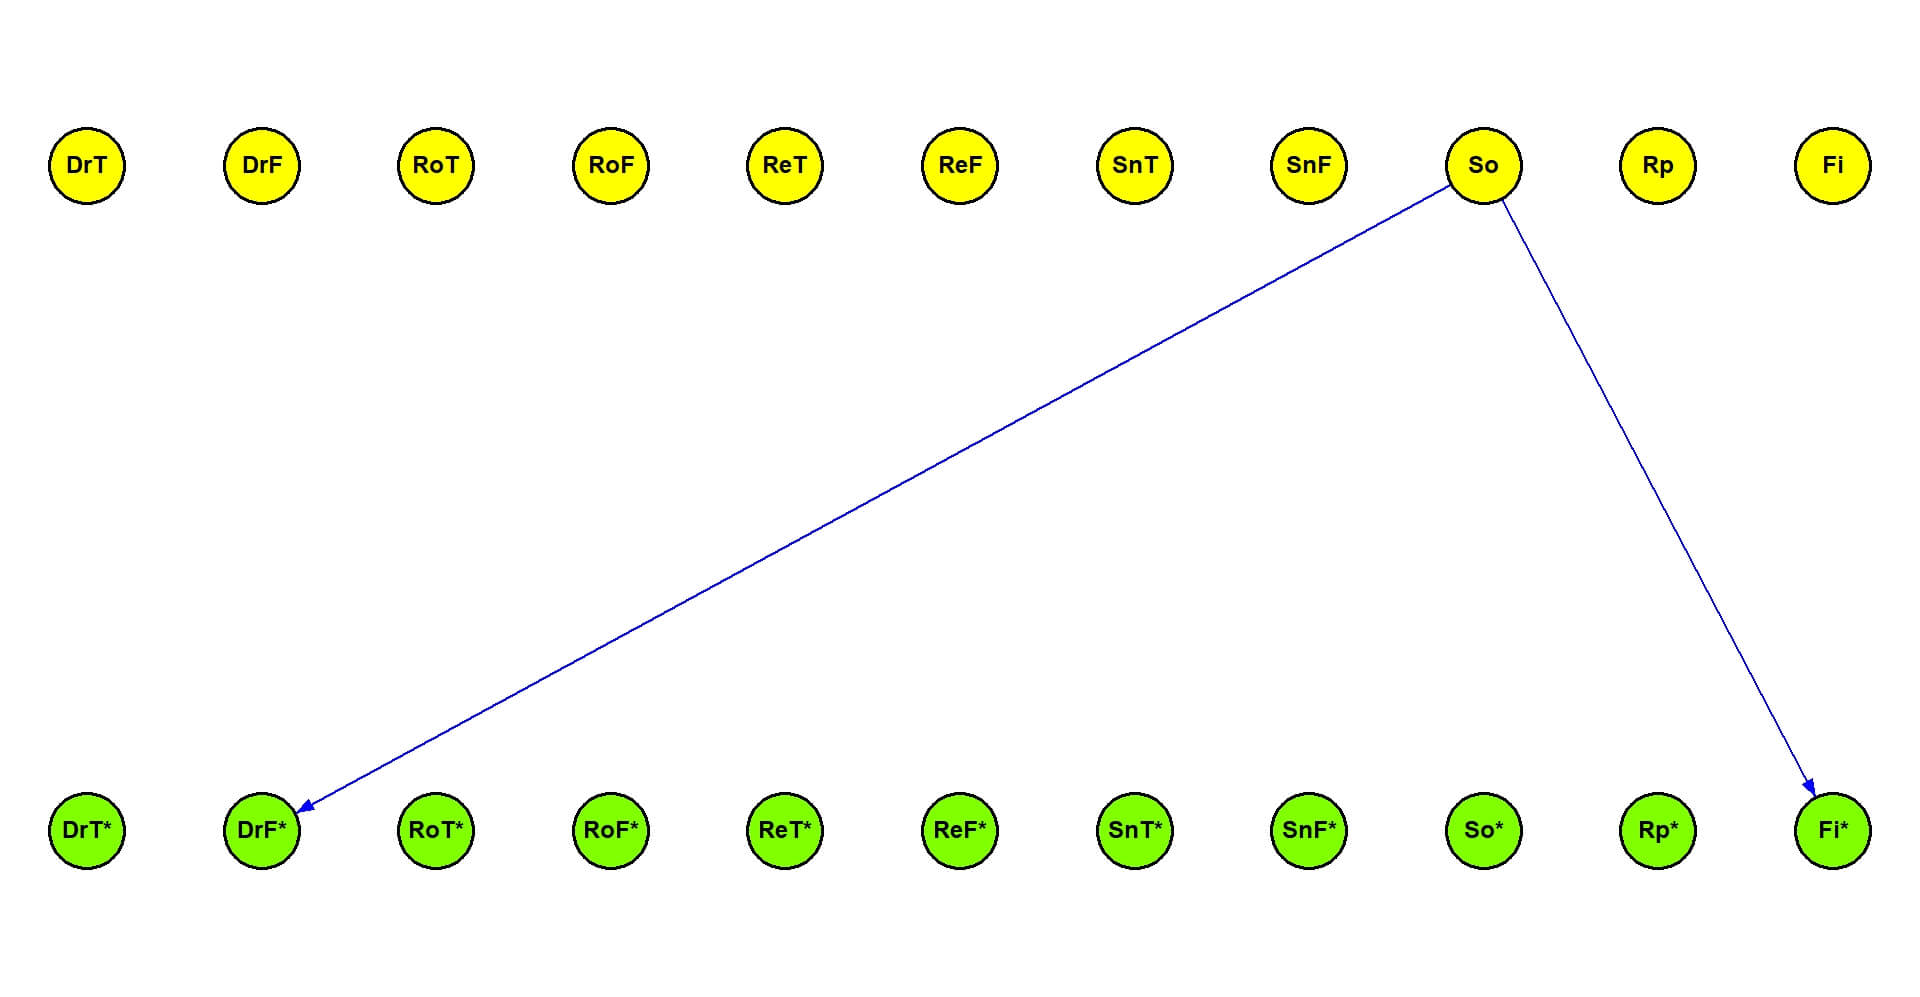 DrT DrF RoT RoF ReT ReF SnT SnF So Rp Fi
DrT* DrF* RoT* RoF* ReT* ReF* SnT* SnF* So* Rp* Fi*